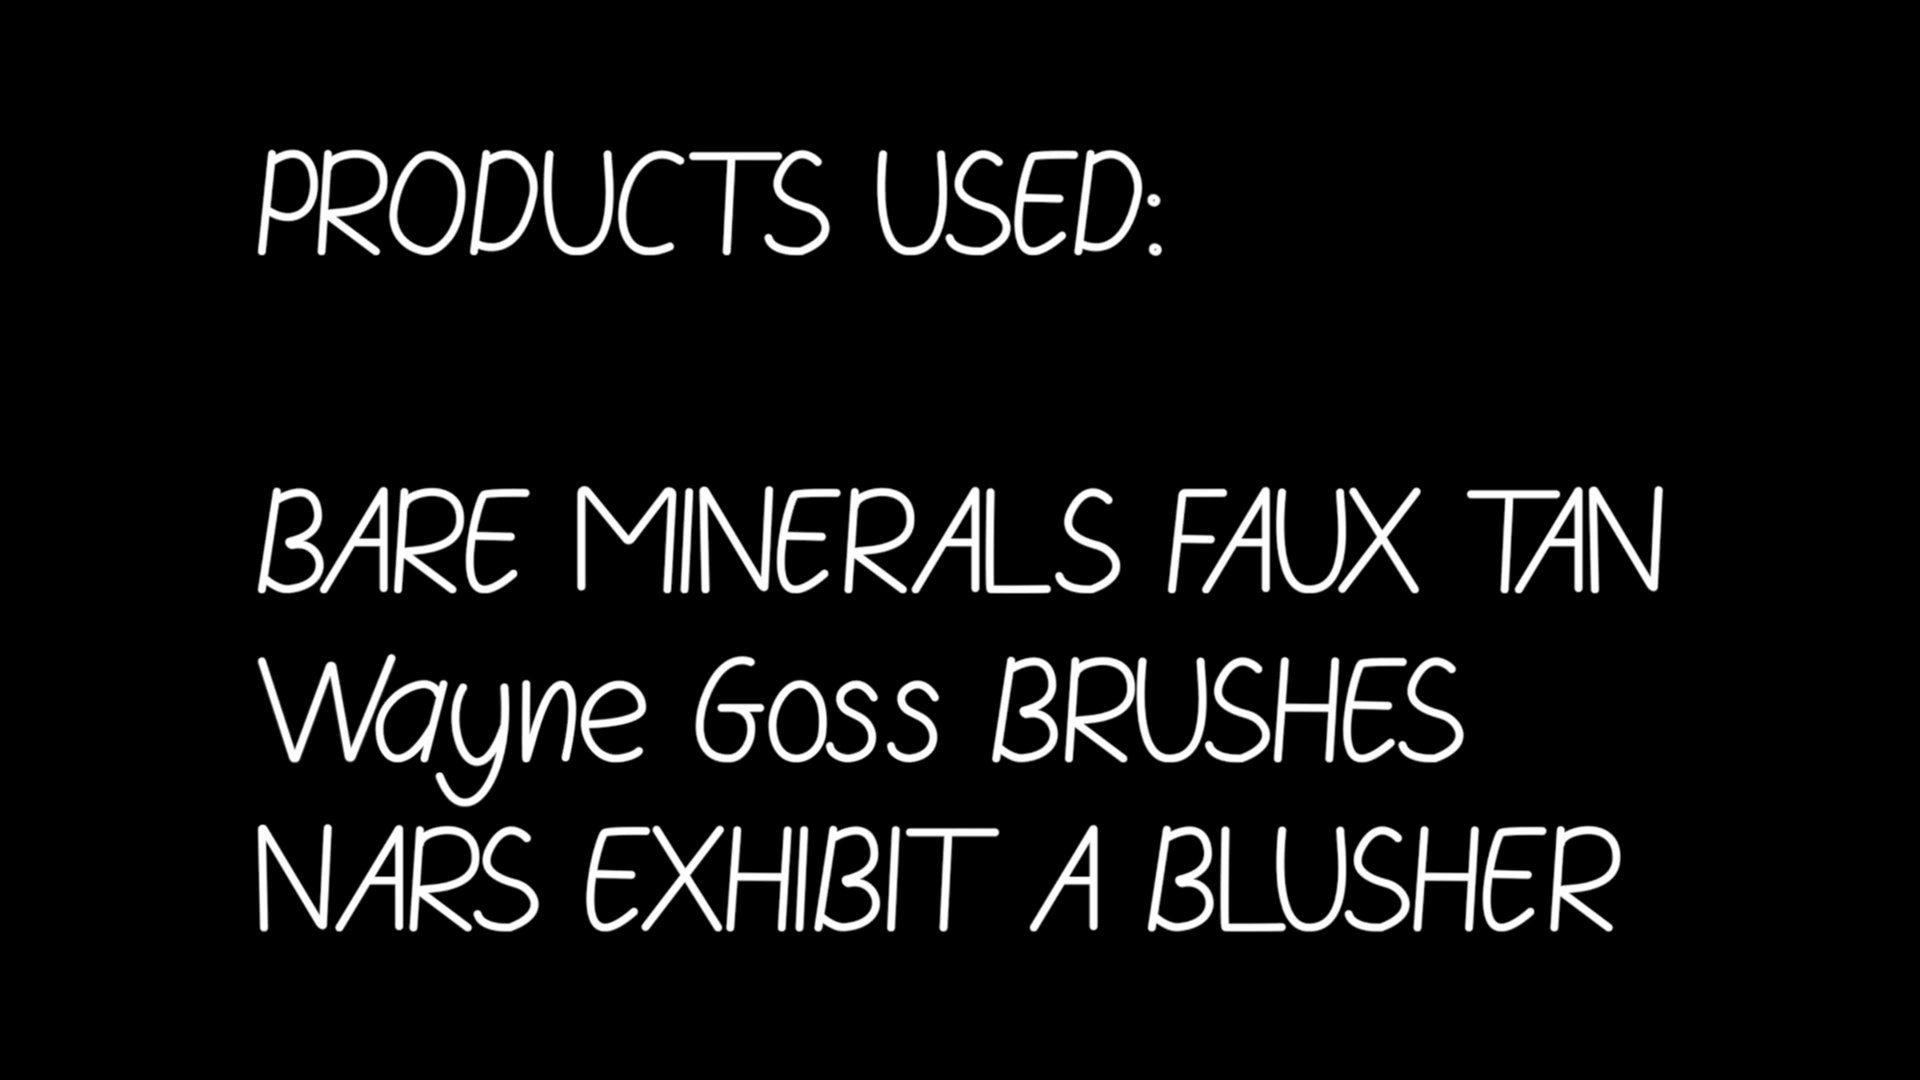 PRODUCTS USED:
BARE MINERALS FAUX TAN
Wayne Goss BRUSHES
NARS EXHIBIT A BLUSHER